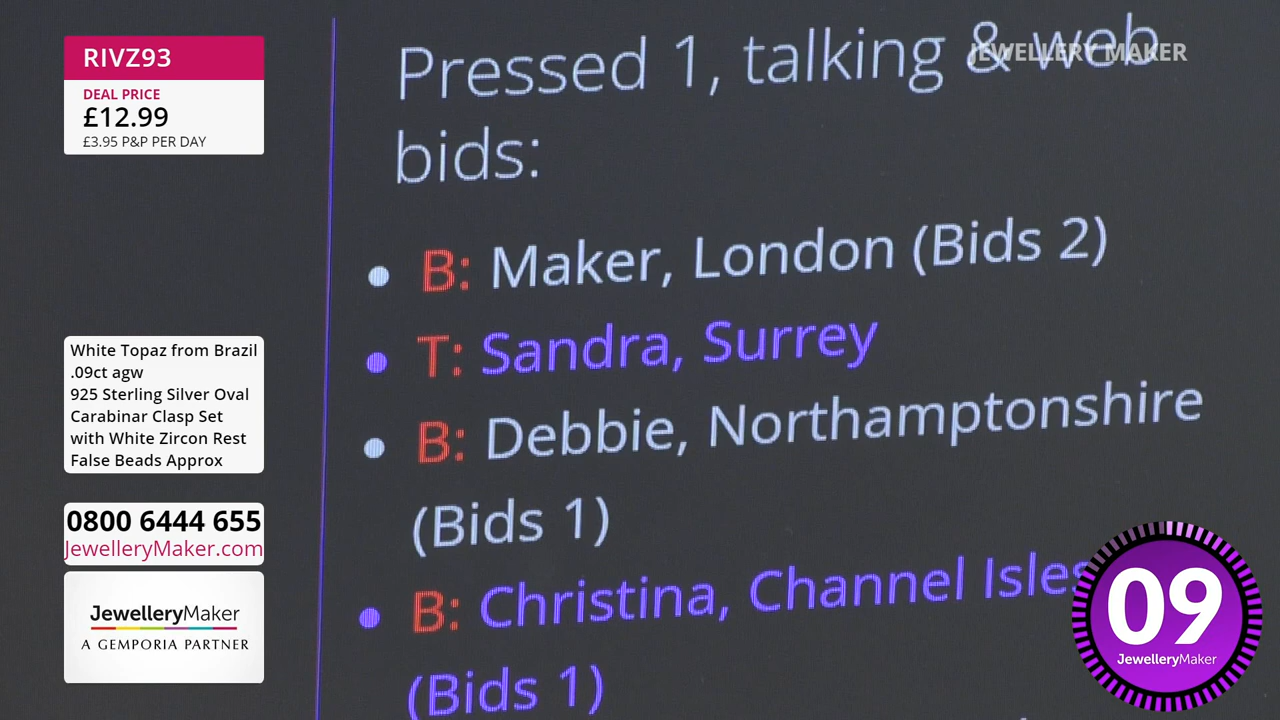 RIVZ93
DEAL PRICE
£12.99
£3.95 P&P PER DAY
White Topaz from Brazil
.09ct agw
925 Sterling Silver Oval
Carabinar Clasp Set
with White Zircon Rest
False Beads Approx
0800 6444 655
JewelleryMaker.com
JewelleryMaker
A GEMPORIA PARTNER
JEWELLERY MAKER
Pressed 1, talking & web
bids:
• B: Maker, London (Bids 2)
• T: Sandra, Surrey
• B: Debbie, Northamptonshire
(Bids 1)
• B: Christina, Channel Isles
(Bids 1)
09
JewelleryMaker